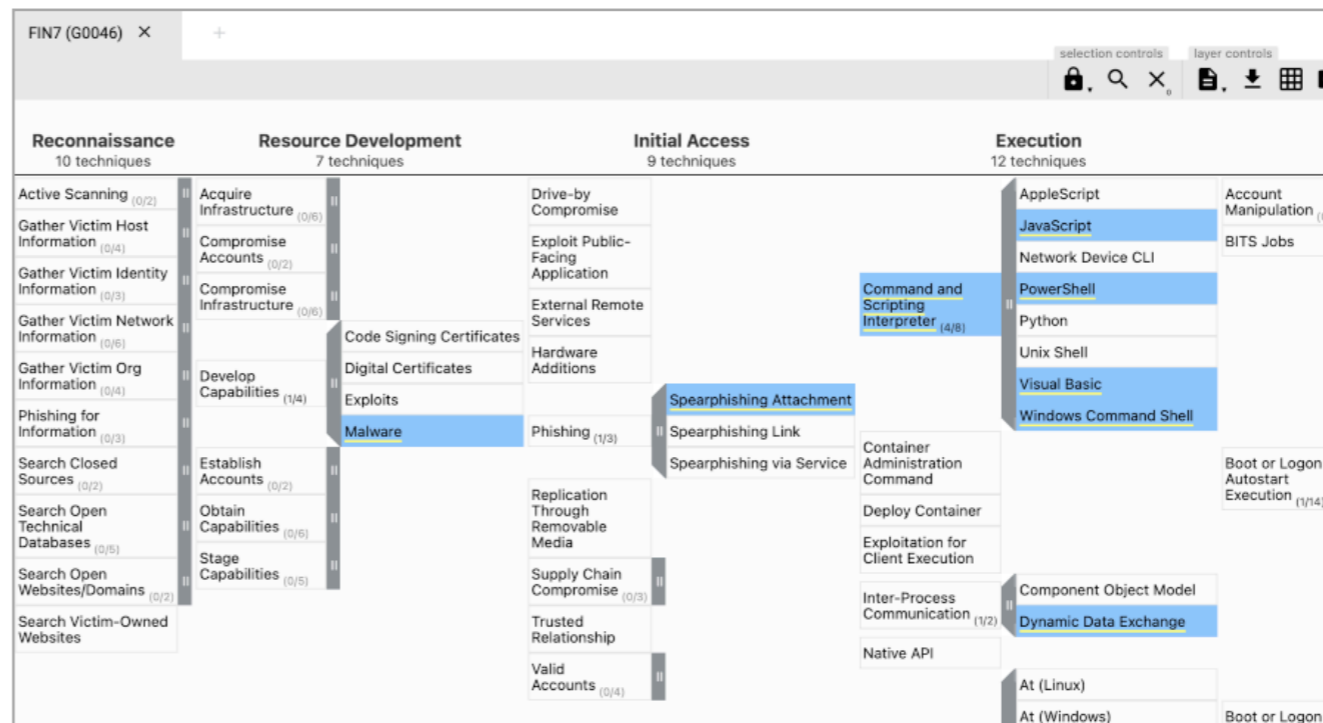 FIN7 (G0046) ×
+
selection controls
layer controls
Reconnaissance
10 techniques
Resource Development
7 techniques
Initial Access
9 techniques
Execution
12 techniques
Active Scanning (0/2)
Gather Victim Host
Information (0/4)
Gather Victim Identity
Information (0/3)
Gather Victim Network
Information (0/6)
Gather Victim Org
Information (0/4)
Phishing for
Information (0/3)
Search Closed
Sources (0/2)
Search Open
Technical
Databases (0/5)
Search Open
Websites/Domains (0/2)
Search Victim-Owned
Websites
Acquire
Infrastructure (0/6)
Compromise
Accounts (0/2)
Compromise
Infrastructure (0/6)
Develop
Capabilities (1/4)
Code Signing Certificates
Digital Certificates
Exploits
Malware
Establish
Accounts (0/2)
Obtain
Capabilities (0/6)
Stage
Capabilities (0/5)
Drive-by
Compromise
Exploit Public-
Facing
Application
External Remote
Services
Hardware
Additions
Phishing (1/3)
Spearphishing Attachment
Spearphishing Link
Spearphishing via Service
Replication
Through
Removable
Media
Supply Chain
Compromise (0/3)
Trusted
Relationship
Valid
Accounts (0/4)
Command and
Scripting
Interpreter (4/8)
AppleScript
JavaScript
Network Device CLI
PowerShell
Python
Unix Shell
Visual Basic
Windows Command Shell
Container
Administration
Command
Deploy Container
Exploitation for
Client Execution
Inter-Process
Communication (1/2)
Component Object Model
Dynamic Data Exchange
Native API
At (Linux)
At (Windows)
Account
Manipulation
BITS Jobs
Boot or Logon
Autostart
Execution (1/14)
Boot or Logon